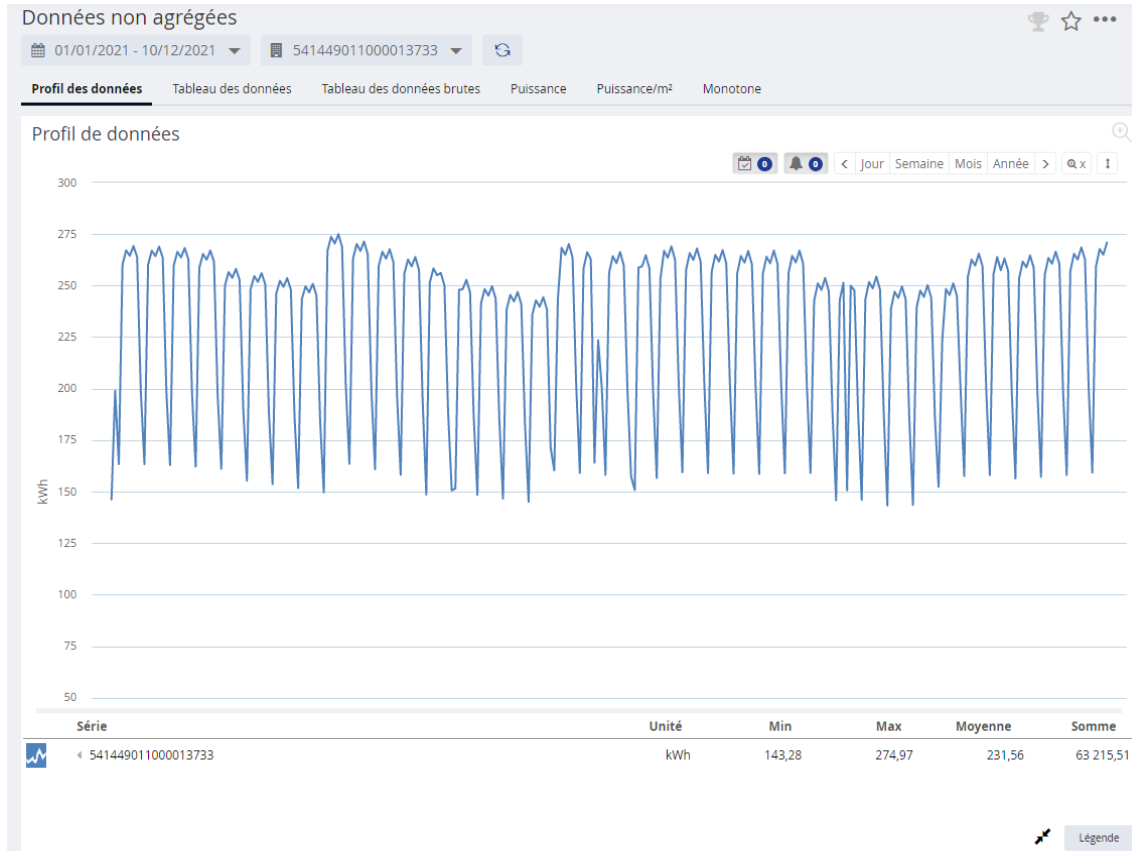 Données non agrégées
01/01/2021 - 10/12/2021 541449011000013733
Profil des données Tableau des données Tableau des données brutes Puissance Puissance/m² Monotone
Profil de données
0 0 < Jour Semaine Mois Année > x
300
275
250
225
200
175
150
125
100
75
50
kWh
Série Unité Min Max Moyenne Somme
541449011000013733 kWh 143,28 274,97 231,56 63 215,51
Légende